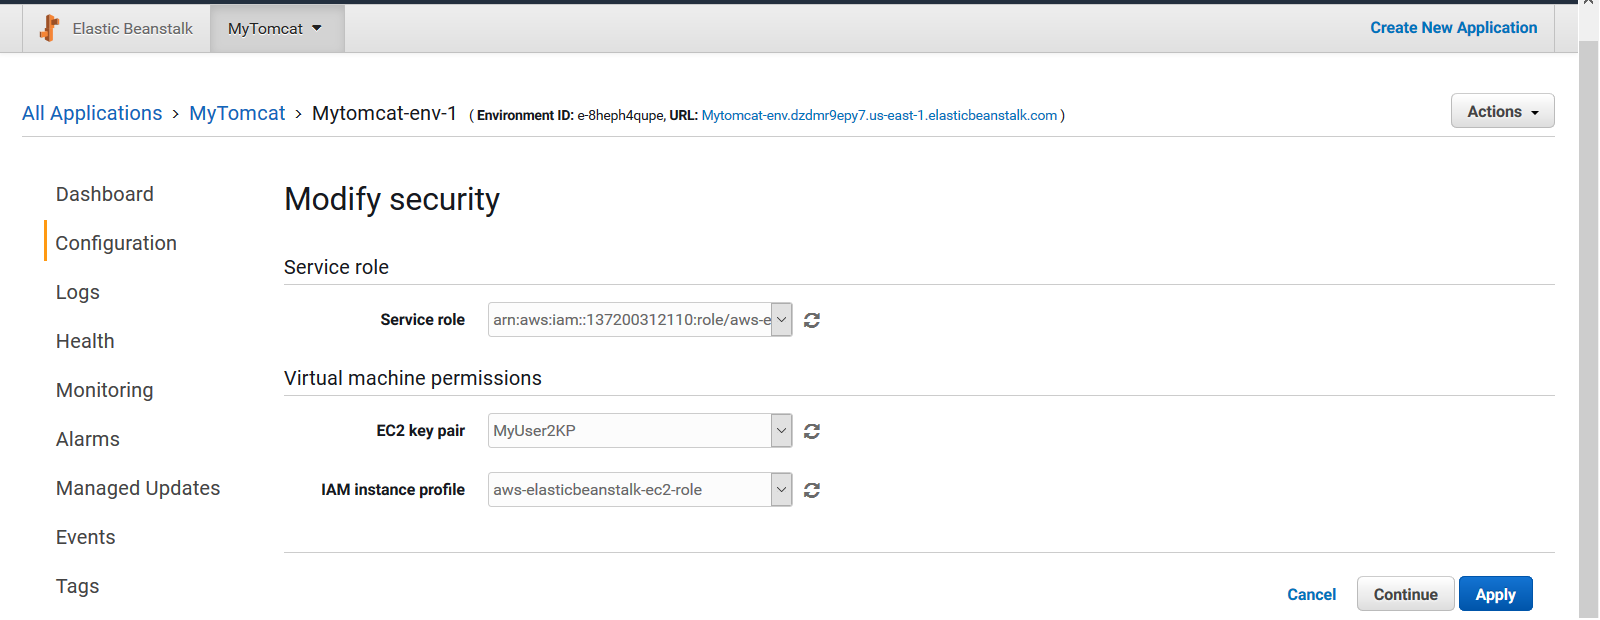 Elastic Beanstalk MyTomcat Create New Application
All Applications > MyTomcat > Mytomcat-env-1 ( Environment ID: e-8heph4qupe, URL: Mytomcat-env.dzdmr9epy7.us-east-1.elasticbeanstalk.com )
Actions
Dashboard
Configuration
Logs
Health
Monitoring
Alarms
Managed Updates
Events
Tags
Modify security
Service role
Service role arn:aws:iam::137200312110:role/aws-e
Virtual machine permissions
EC2 key pair MyUser2KP
IAM instance profile aws-elasticbeanstalk-ec2-role
Cancel Continue Apply